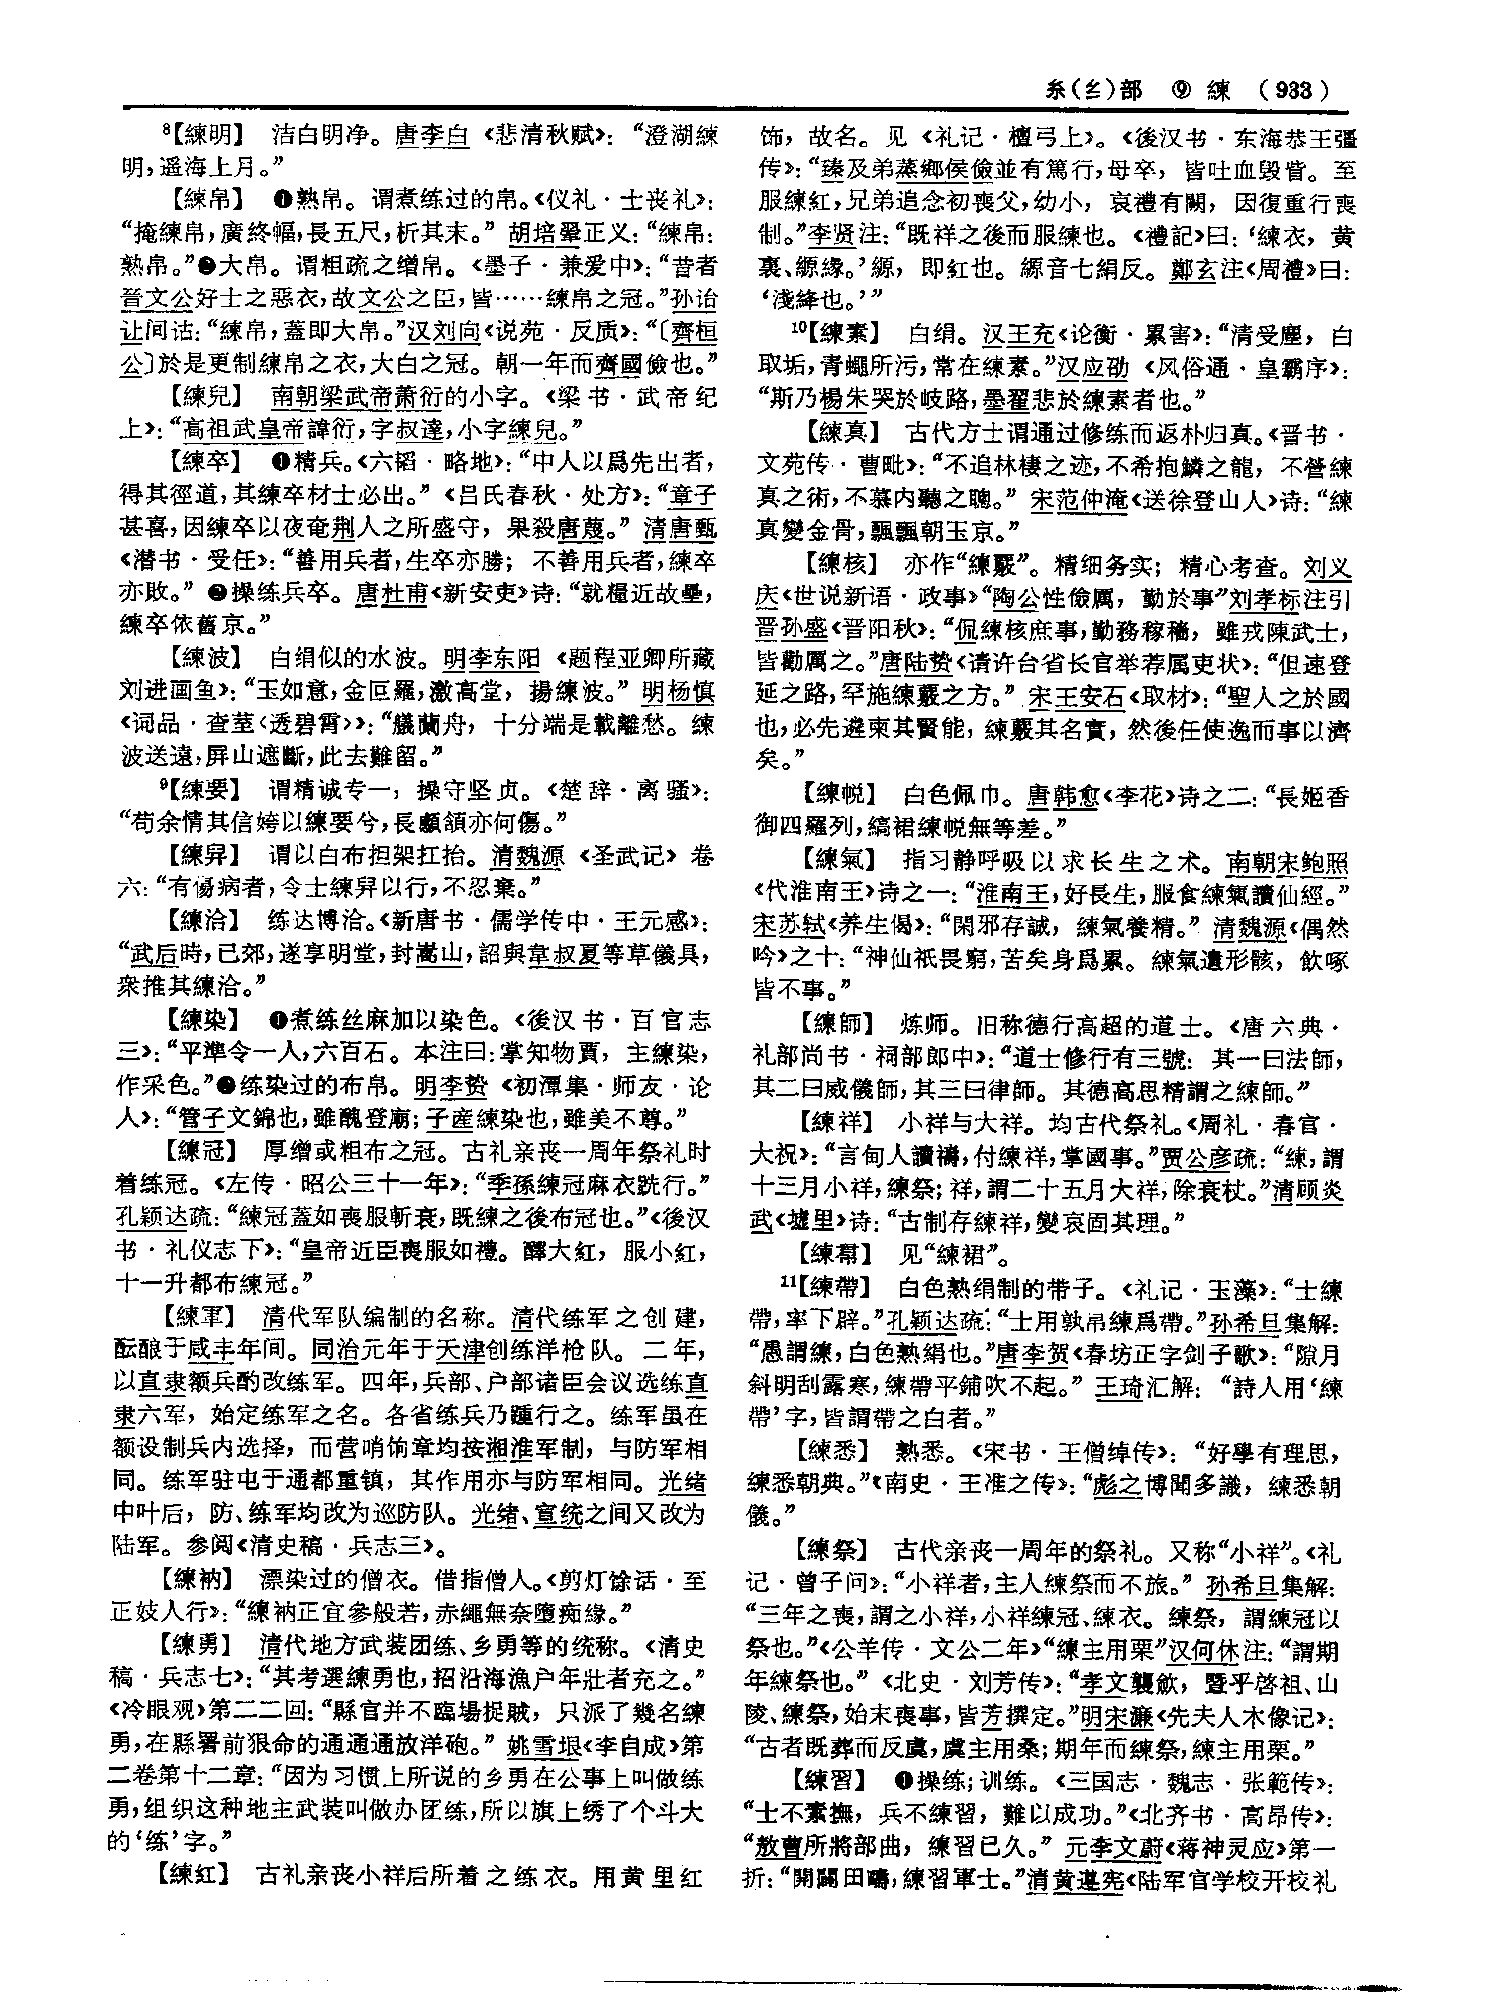 糸(纟)部　⑨ 練　(933)
⁸【練明】　洁白明净。唐李白《悲清秋赋》：“澄湖練
明，遥海上月。”
【練帛】　❶熟帛。谓煮练过的帛。《仪礼·士丧礼》：
“掩練帛，廣終幅，長五尺，析其末。”胡培翬正义：“練帛：
熟帛。”❷大帛。谓粗疏之缯帛。《墨子·兼爱中》：“昔者
晉文公好士之惡衣，故文公之臣，皆……練帛之冠。”孙诒
让间诂：“練帛，蓋即大帛。”汉刘向《说苑·反质》：“〔齊桓
公〕於是更制練帛之衣，大白之冠。朝一年而齊國儉也。”
【練兒】　南朝梁武帝萧衍的小字。《梁书·武帝纪
上》：“高祖武皇帝諱衍，字叔達，小字練兒。”
【練卒】　❶精兵。《六韬·略地》：“中人以爲先出者，
得其徑道，其練卒材士必出。”《吕氏春秋·处方》：“章子
甚喜，因練卒以夜奄荆人之所盛守，果殺唐蔑。”清唐甄
《潜书·受任》：“善用兵者，生卒亦勝；不善用兵者，練卒
亦敗。”❷操练兵卒。唐杜甫《新安吏》诗：“就糧近故壘，
練卒依舊京。”
【練波】　白绢似的水波。明李东阳《题程亚卿所藏
刘进画鱼》：“玉如意，金叵羅，激高堂，揚練波。”明杨慎
《词品·查荎〈透碧霄〉》：“艤蘭舟，十分端是載離愁。練
波送遠，屏山遮斷，此去難留。”
⁹【練要】　谓精诚专一，操守坚贞。《楚辞·离骚》：
“苟余情其信姱以練要兮，長顑頷亦何傷。”
【練舁】　谓以白布担架扛抬。清魏源《圣武记》卷
六：“有傷病者，令士練舁以行，不忍棄。”
【練洽】　练达博洽。《新唐书·儒学传中·王元感》：
“武后時，已郊，遂享明堂，封嵩山，詔與韋叔夏等草儀具，
衆推其練洽。”
【練染】　❶煮练丝麻加以染色。《後汉书·百官志
三》：“平準令一人，六百石。本注曰：掌知物賈，主練染，
作采色。”❷练染过的布帛。明李贽《初潭集·师友·论
人》：“管子文錦也，雖醜登廟；子産練染也，雖美不尊。”
【練冠】　厚缯或粗布之冠。古礼亲丧一周年祭礼时
着练冠。《左传·昭公三十一年》：“季孫練冠麻衣跣行。”
孔颖达疏：“練冠蓋如喪服斬衰，既練之後布冠也。”《後汉
书·礼仪志下》：“皇帝近臣喪服如禮。醳大紅，服小紅，
十一升都布練冠。”
【練軍】　清代军队编制的名称。清代练军之创建，
酝酿于咸丰年间。同治元年于天津创练洋枪队。二年，
以直隶额兵酌改练军。四年，兵部、户部诸臣会议选练直
隶六军，始定练军之名。各省练兵乃踵行之。练军虽在
额设制兵内选择，而营哨饷章均按湘淮军制，与防军相
同。练军驻屯于通都重镇，其作用亦与防军相同。光绪
中叶后，防、练军均改为巡防队。光绪、宣统之间又改为
陆军。参阅《清史稿·兵志三》。
【練衲】　漂染过的僧衣。借指僧人。《剪灯馀话·至
正妓人行》：“練衲正宜參般若，赤繩無奈墮痴緣。”
【練勇】　清代地方武装团练、乡勇等的统称。《清史
稿·兵志七》：“其考選練勇也，招沿海漁户年壯者充之。”
《冷眼观》第二二回：“縣官并不臨場捉賊，只派了幾名練
勇，在縣署前狠命的通通通放洋砲。”姚雪垠《李自成》第
二卷第十二章：“因为习惯上所说的乡勇在公事上叫做练
勇，组织这种地主武装叫做办团练，所以旗上绣了个斗大
的‘练’字。”
【練紅】　古礼亲丧小祥后所着之练衣。用黄里红
饰，故名。见《礼记·檀弓上》。《後汉书·东海恭王彊
传》：“臻及弟蒸鄉侯儉並有篤行，母卒，皆吐血毁眥。至
服練紅，兄弟追念初喪父，幼小，哀禮有闕，因復重行喪
制。”李贤注：“既祥之後而服練也。《禮記》曰：‘練衣，黄
裏、縓緣。’縓，即紅也。縓音七絹反。鄭玄注《周禮》曰：
‘淺絳也。’”
¹⁰【練素】　白绢。汉王充《论衡·累害》：“清受塵，白
取垢，青蠅所污，常在練素。”汉应劭《风俗通·皇霸序》：
“斯乃楊朱哭於岐路，墨翟悲於練素者也。”
【練真】　古代方士谓通过修练而返朴归真。《晋书·
文苑传·曹毗》：“不追林棲之迹，不希抱鱗之龍，不營練
真之術，不慕内聽之聰。”宋范仲淹《送徐登山人》诗：“練
真變金骨，飄飄朝玉京。”
【練核】　亦作“練覈”。精细务实；精心考查。刘义
庆《世说新语·政事》“陶公性儉厲，勤於事”刘孝标注引
晋孙盛《晋阳秋》：“侃練核庶事，勤務稼穡，雖戎陳武士，
皆勸厲之。”唐陆贽《请许台省长官举荐属吏状》：“但速登
延之路，罕施練覈之方。”宋王安石《取材》：“聖人之於國
也，必先遴柬其賢能，練覈其名實，然後任使逸而事以濟
矣。”
【練帨】　白色佩巾。唐韩愈《李花》诗之二：“長姬香
御四羅列，縞裙練帨無等差。”
【練氣】　指习静呼吸以求长生之术。南朝宋鲍照
《代淮南王》诗之一：“淮南王，好長生，服食練氣讀仙經。”
宋苏轼《养生偈》：“閑邪存誠，練氣養精。”清魏源《偶然
吟》之十：“神仙祇畏窮，苦矣身爲累。練氣遺形骸，飲啄
皆不事。”
【練師】　炼师。旧称德行高超的道士。《唐六典·
礼部尚书·祠部郎中》：“道士修行有三號：其一曰法師，
其二曰威儀師，其三曰律師。其德高思精謂之練師。”
【練祥】　小祥与大祥。均古代祭礼。《周礼·春官·
大祝》：“言甸人讀禱，付練祥，掌國事。”贾公彦疏：“練，謂
十三月小祥，練祭；祥，謂二十五月大祥，除衰杖。”清顾炎
武《墟里》诗：“古制存練祥，變哀固其理。”
【練帬】　见“練裙”。
¹¹【練帶】　白色熟绢制的带子。《礼记·玉藻》：“士練
帶，率下辟。”孔颖达疏：“士用孰帛練爲帶。”孙希旦集解：
“愚謂練，白色熟絹也。”唐李贺《春坊正字剑子歌》：“隙月
斜明刮露寒，練帶平鋪吹不起。”王琦汇解：“詩人用‘練
帶’字，皆謂帶之白者。”
【練悉】　熟悉。《宋书·王僧绰传》：“好學有理思，
練悉朝典。”《南史·王准之传》：“彪之博聞多識，練悉朝
儀。”
【練祭】　古代亲丧一周年的祭礼。又称“小祥”。《礼
记·曾子问》：“小祥者，主人練祭而不旅。”孙希旦集解：
“三年之喪，謂之小祥，小祥練冠、練衣。練祭，謂練冠以
祭也。”《公羊传·文公二年》“練主用栗”汉何休注：“謂期
年練祭也。”《北史·刘芳传》：“孝文襲斂，暨乎啓祖、山
陵、練祭，始末喪事，皆芳撰定。”明宋濂《先夫人木像记》：
“古者既葬而反虞，虞主用桑；期年而練祭，練主用栗。”
【練習】　❶操练；训练。《三国志·魏志·张範传》：
“士不素撫，兵不練習，難以成功。”《北齐书·高昂传》：
“敖曹所將部曲，練習已久。”元李文蔚《蒋神灵应》第一
折：“開闢田疇，練習軍士。”清黄遵宪《陆军官学校开校礼